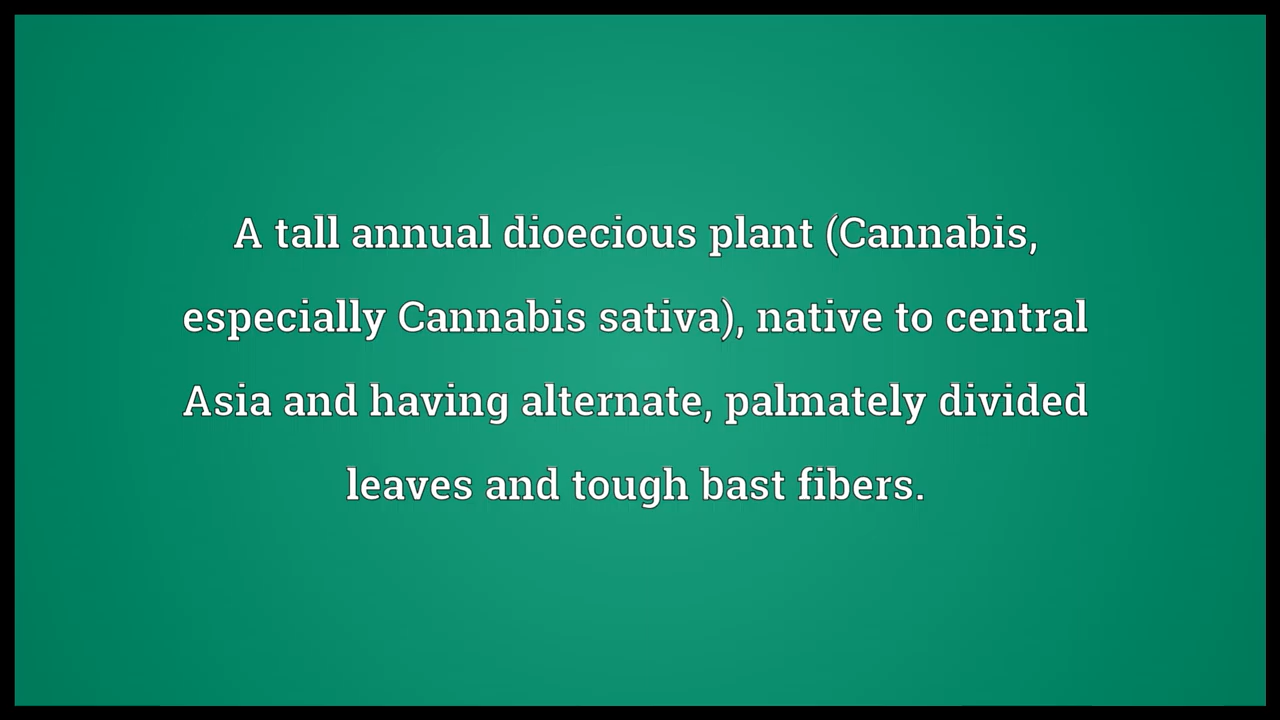 A tall annual dioecious plant (Cannabis,
especially Cannabis sativa), native to central
Asia and having alternate, palmately divided
leaves and tough bast fibers.